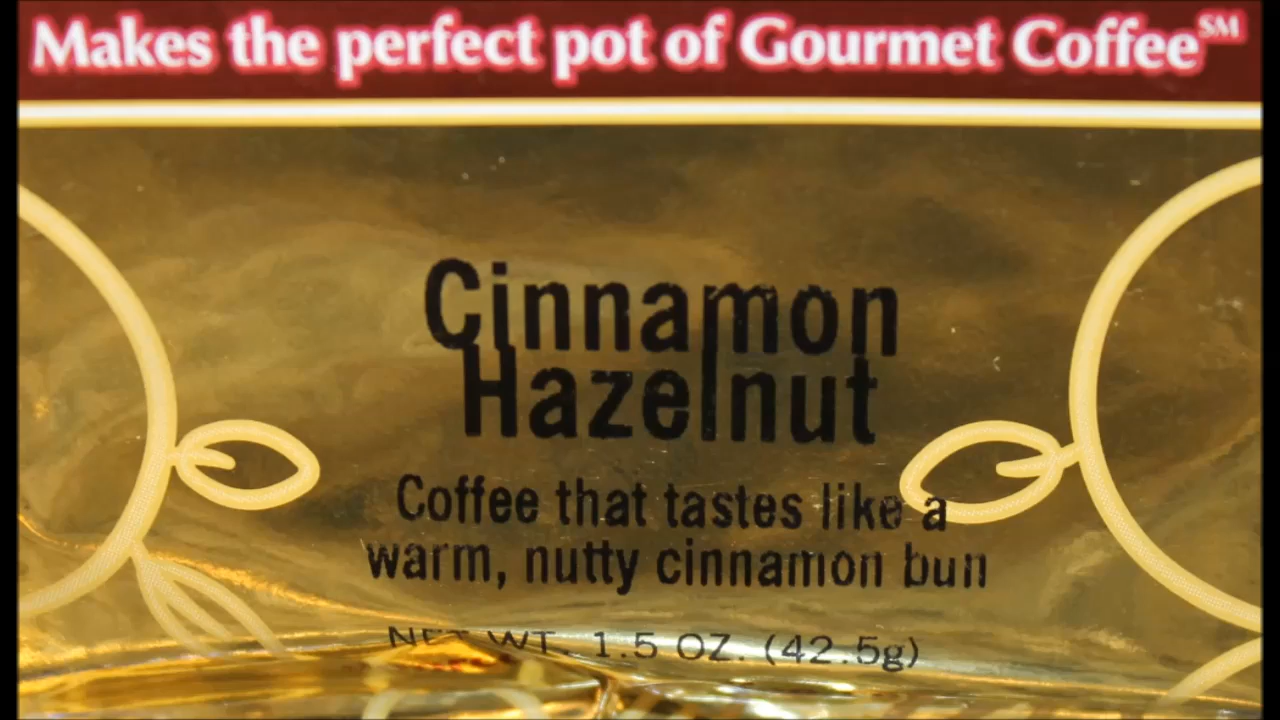 Makes the perfect pot of Gourmet Coffee℠
Cinnamon
Hazelnut
Coffee that tastes like a
warm, nutty cinnamon bun
NET WT. 1.5 OZ. (42.5g)